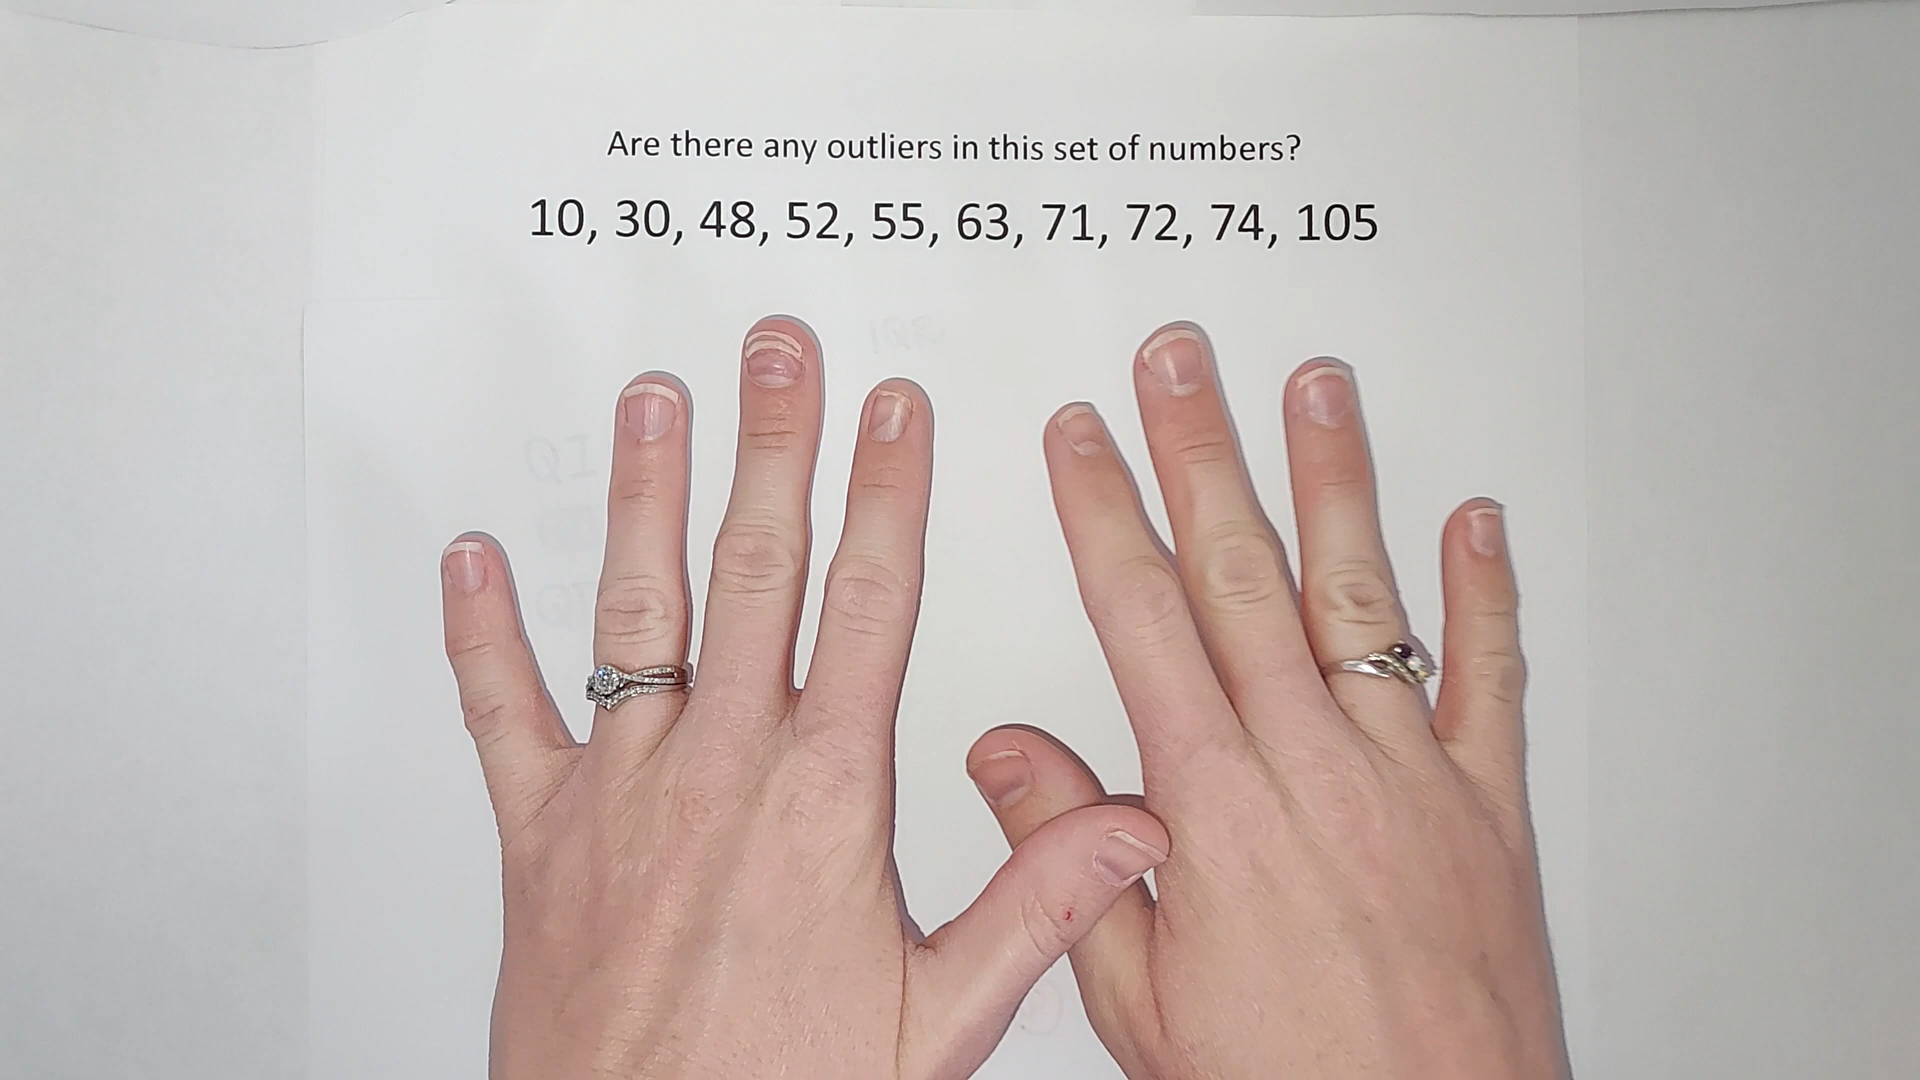 Are there any outliers in this set of numbers?
10, 30, 48, 52, 55, 63, 71, 72, 74, 105